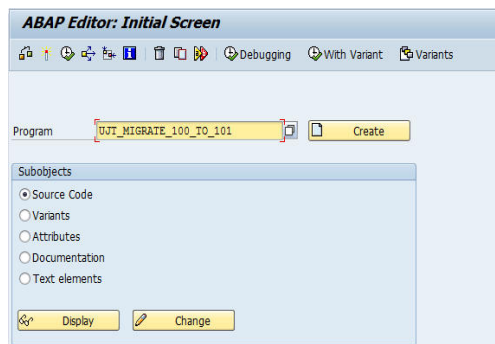 ABAP Editor: Initial Screen
Debugging With Variant Variants
Program UJT_MIGRATE_100_TO_101 Create
Subobjects
Source Code
Variants
Attributes
Documentation
Text elements
Display Change